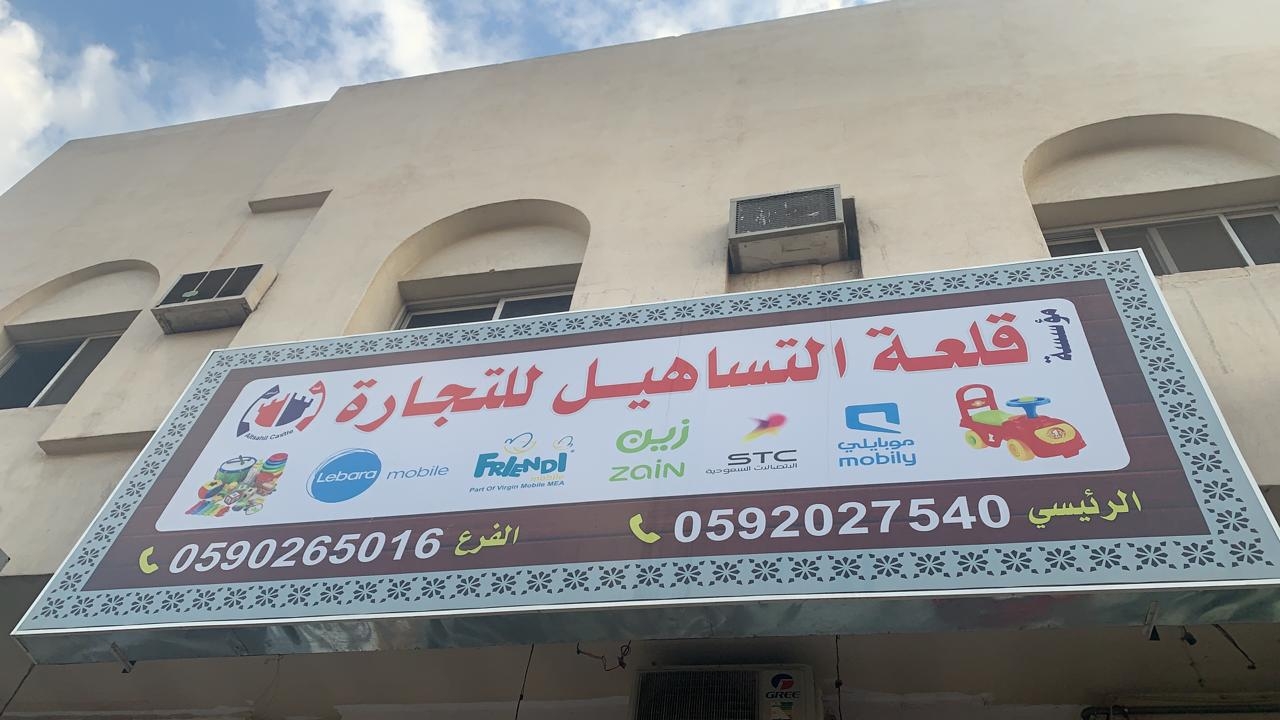 مؤسسة
قلعة التساهيل للتجارة
Altsahil Castle
موبايلي
mobily
STC
الاتصالات السعودية
زين
zain
FRiENDi
mobile
Part Of Virgin Mobile MEA
Lebara mobile
الرئيسي 0592027540
الفرع 0590265016
GREE